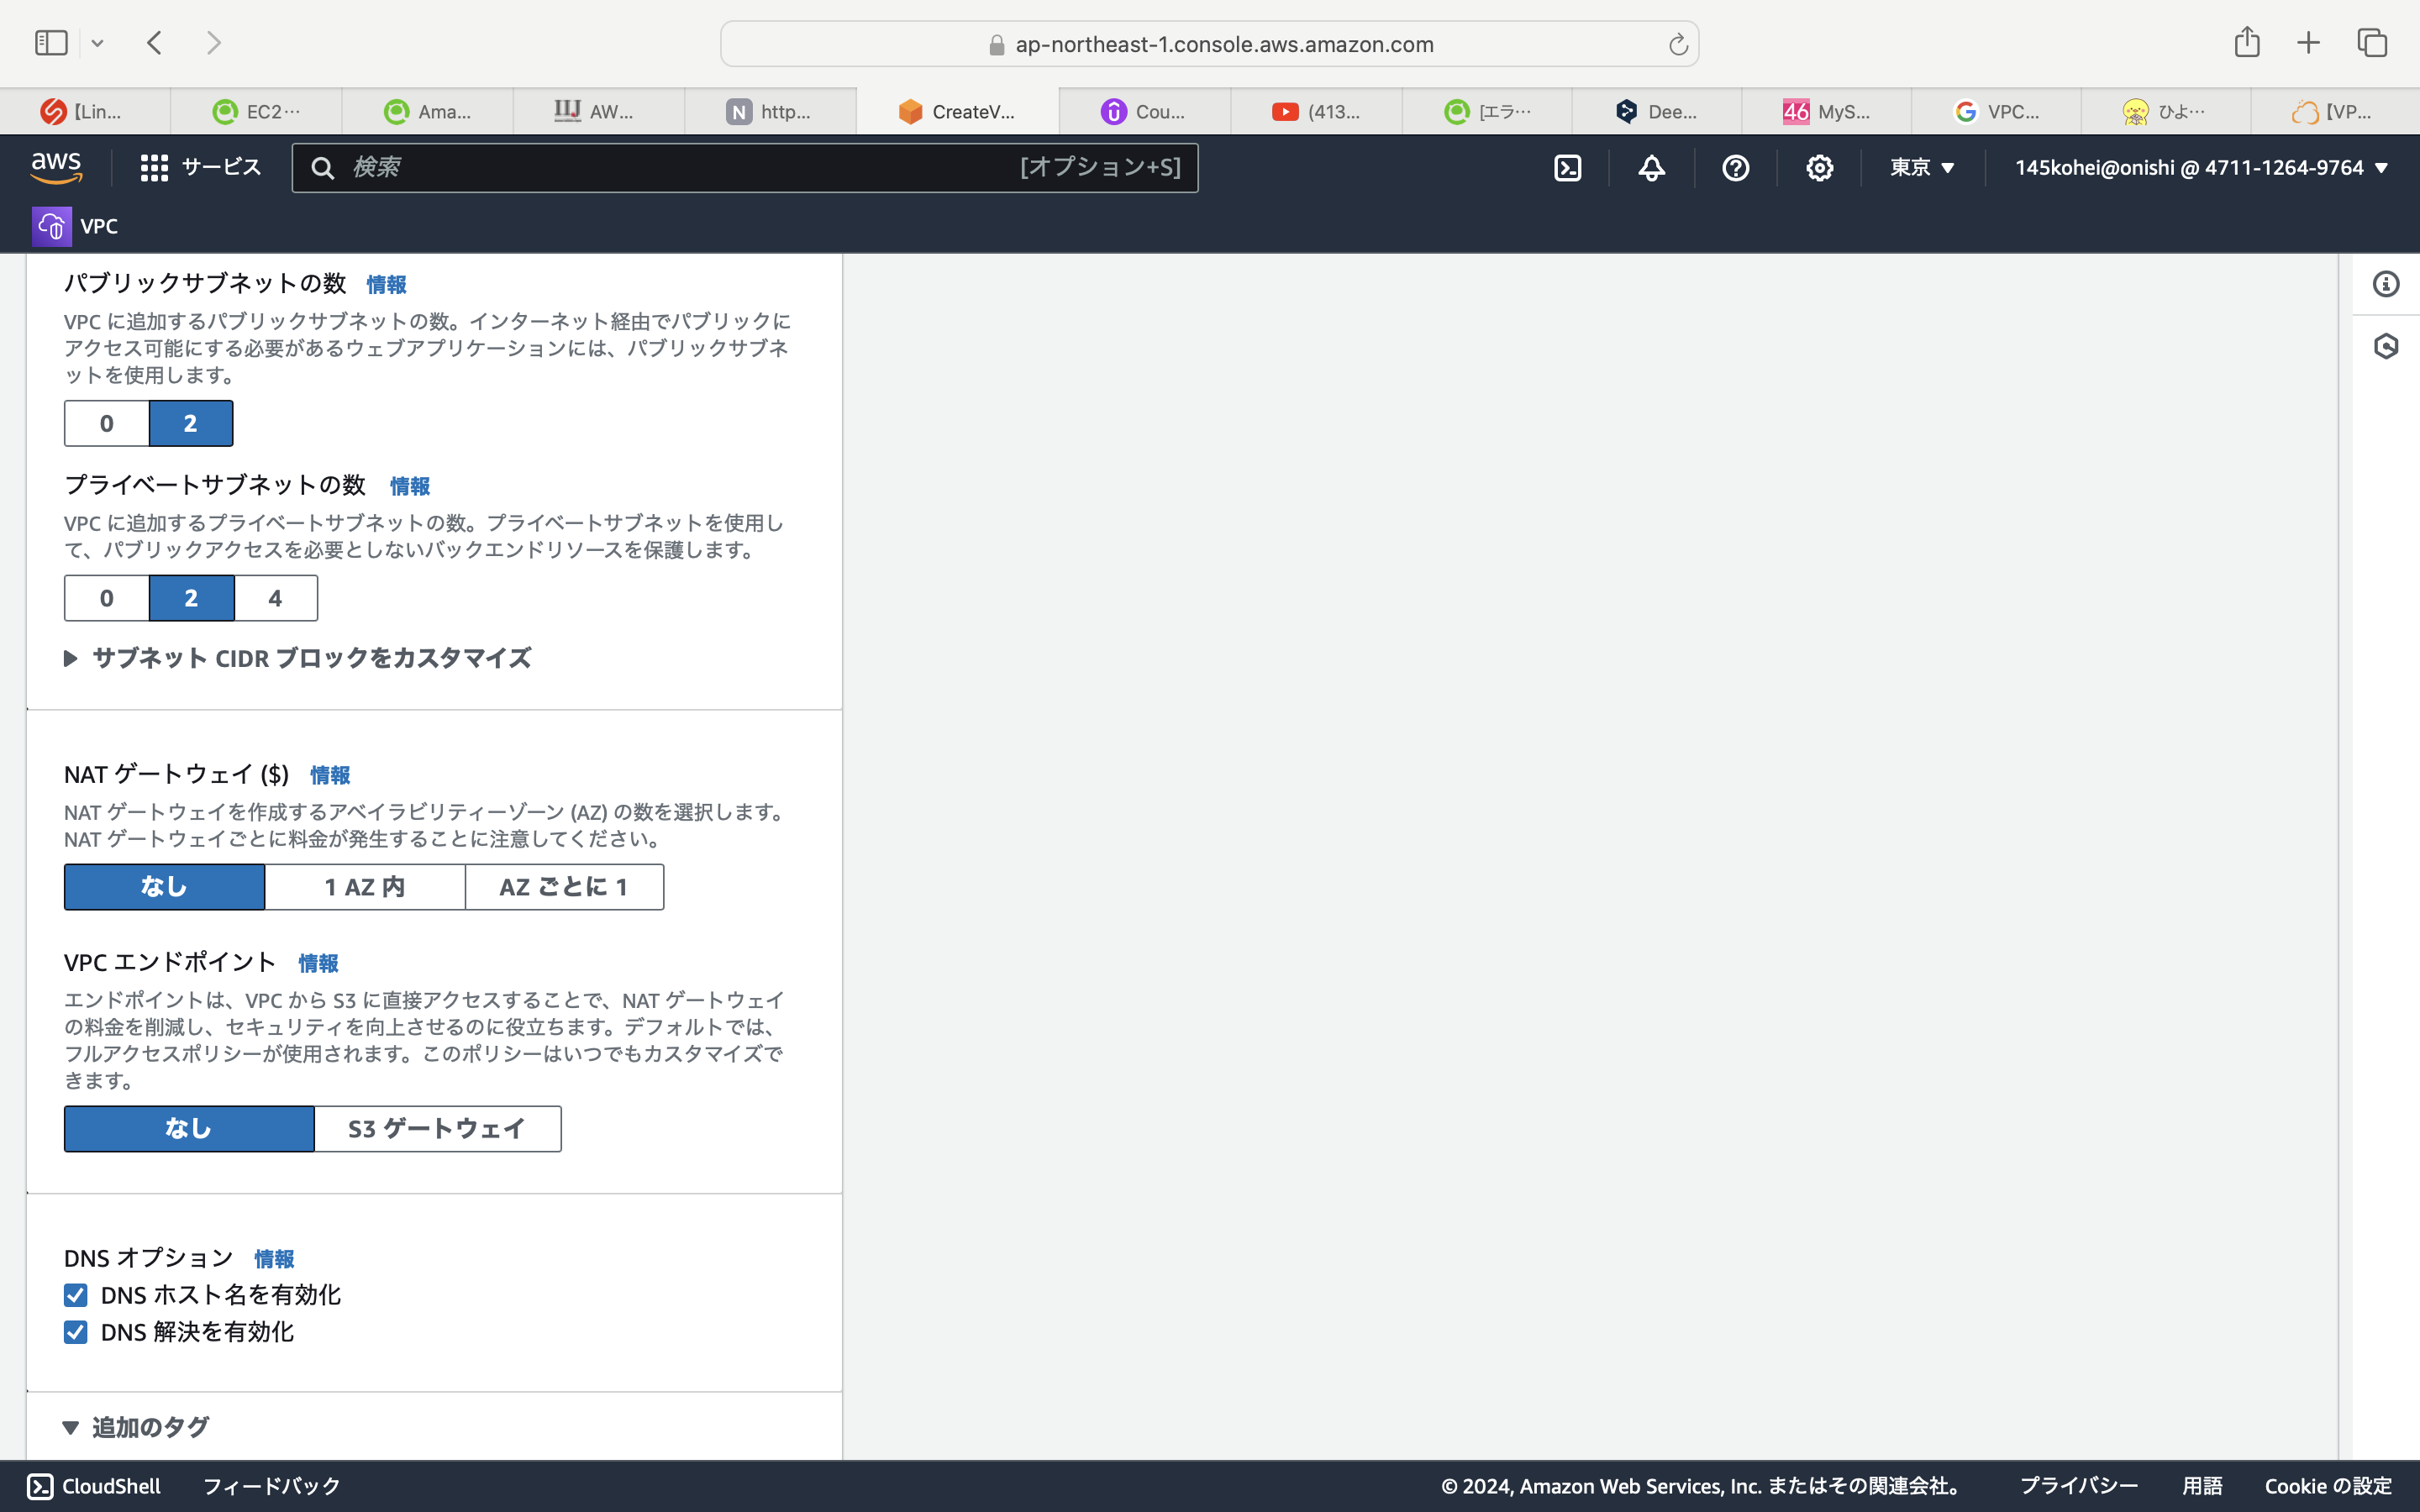 ap-northeast-1.console.aws.amazon.com
【Lin...
EC2…
Ama...
IIJ AW...
N http...
CreateV...
Cou...
(413...
[エラ…
Dee...
46 MyS...
VPC...
ひよ…
【VP...
aws サービス 検索 [オプション+S] 東京 ▼ 145kohei@onishi @ 4711-1264-9764 ▼
VPC
パブリックサブネットの数 情報
VPC に追加するパブリックサブネットの数。インターネット経由でパブリックに
アクセス可能にする必要があるウェブアプリケーションには、パブリックサブネ
ットを使用します。
0 2
プライベートサブネットの数 情報
VPC に追加するプライベートサブネットの数。プライベートサブネットを使用し
て、パブリックアクセスを必要としないバックエンドリソースを保護します。
0 2 4
▶ サブネット CIDR ブロックをカスタマイズ
NAT ゲートウェイ ($) 情報
NAT ゲートウェイを作成するアベイラビリティーゾーン (AZ) の数を選択します。
NAT ゲートウェイごとに料金が発生することに注意してください。
なし 1 AZ 内 AZ ごとに 1
VPC エンドポイント 情報
エンドポイントは、VPC から S3 に直接アクセスすることで、NAT ゲートウェイ
の料金を削減し、セキュリティを向上させるのに役立ちます。デフォルトでは、
フルアクセスポリシーが使用されます。このポリシーはいつでもカスタマイズで
きます。
なし S3 ゲートウェイ
DNS オプション 情報
DNS ホスト名を有効化
DNS 解決を有効化
▼ 追加のタグ
CloudShell フィードバック © 2024, Amazon Web Services, Inc. またはその関連会社。 プライバシー 用語 Cookie の設定